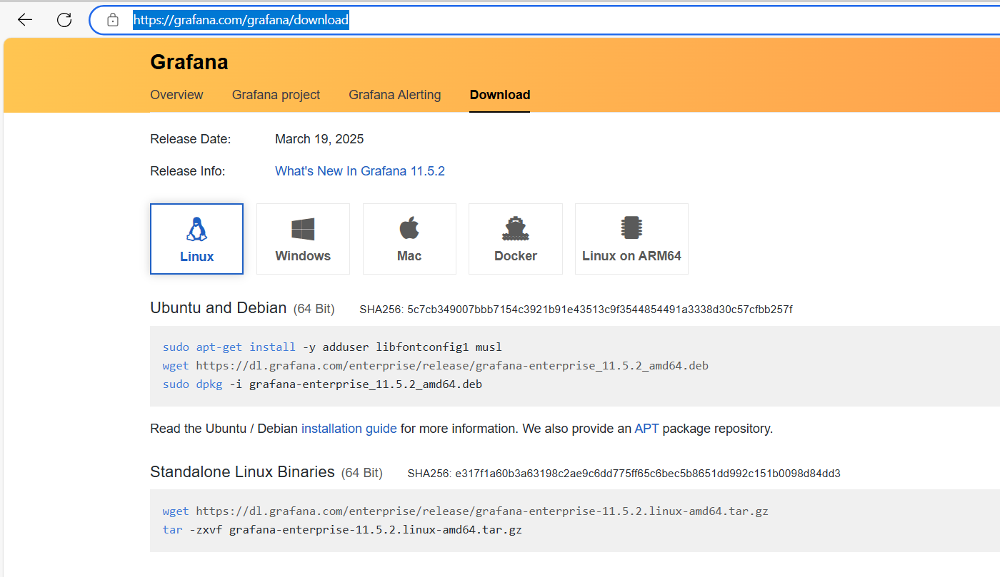 https://grafana.com/grafana/download
Grafana
Overview Grafana project Grafana Alerting Download
Release Date: March 19, 2025
Release Info: What's New In Grafana 11.5.2
Linux Windows Mac Docker Linux on ARM64
Ubuntu and Debian (64 Bit) SHA256: 5c7cb349007bbb7154c3921b91e43513c9f3544854491a3338d30c57cfbb257f
sudo apt-get install -y adduser libfontconfig1 musl
wget https://dl.grafana.com/enterprise/release/grafana-enterprise_11.5.2_amd64.deb
sudo dpkg -i grafana-enterprise_11.5.2_amd64.deb
Read the Ubuntu / Debian installation guide for more information. We also provide an APT package repository.
Standalone Linux Binaries (64 Bit) SHA256: e317f1a60b3a63198c2ae9c6dd775ff65c6bec5b8651dd992c151b0098d84dd3
wget https://dl.grafana.com/enterprise/release/grafana-enterprise-11.5.2.linux-amd64.tar.gz
tar -zxvf grafana-enterprise-11.5.2.linux-amd64.tar.gz